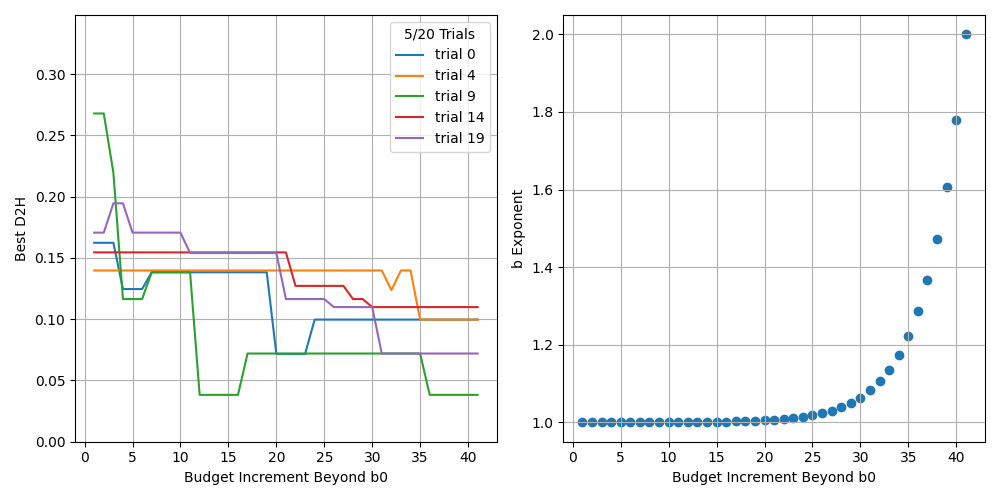 5/20 Trials
trial 0
trial 4
trial 9
trial 14
trial 19
0.30
0.25
0.20
0.15
0.10
0.05
0.00
Best D2H
0 5 10 15 20 25 30 35 40
Budget Increment Beyond b0
2.0
1.8
1.6
1.4
1.2
1.0
b Exponent
0 5 10 15 20 25 30 35 40
Budget Increment Beyond b0